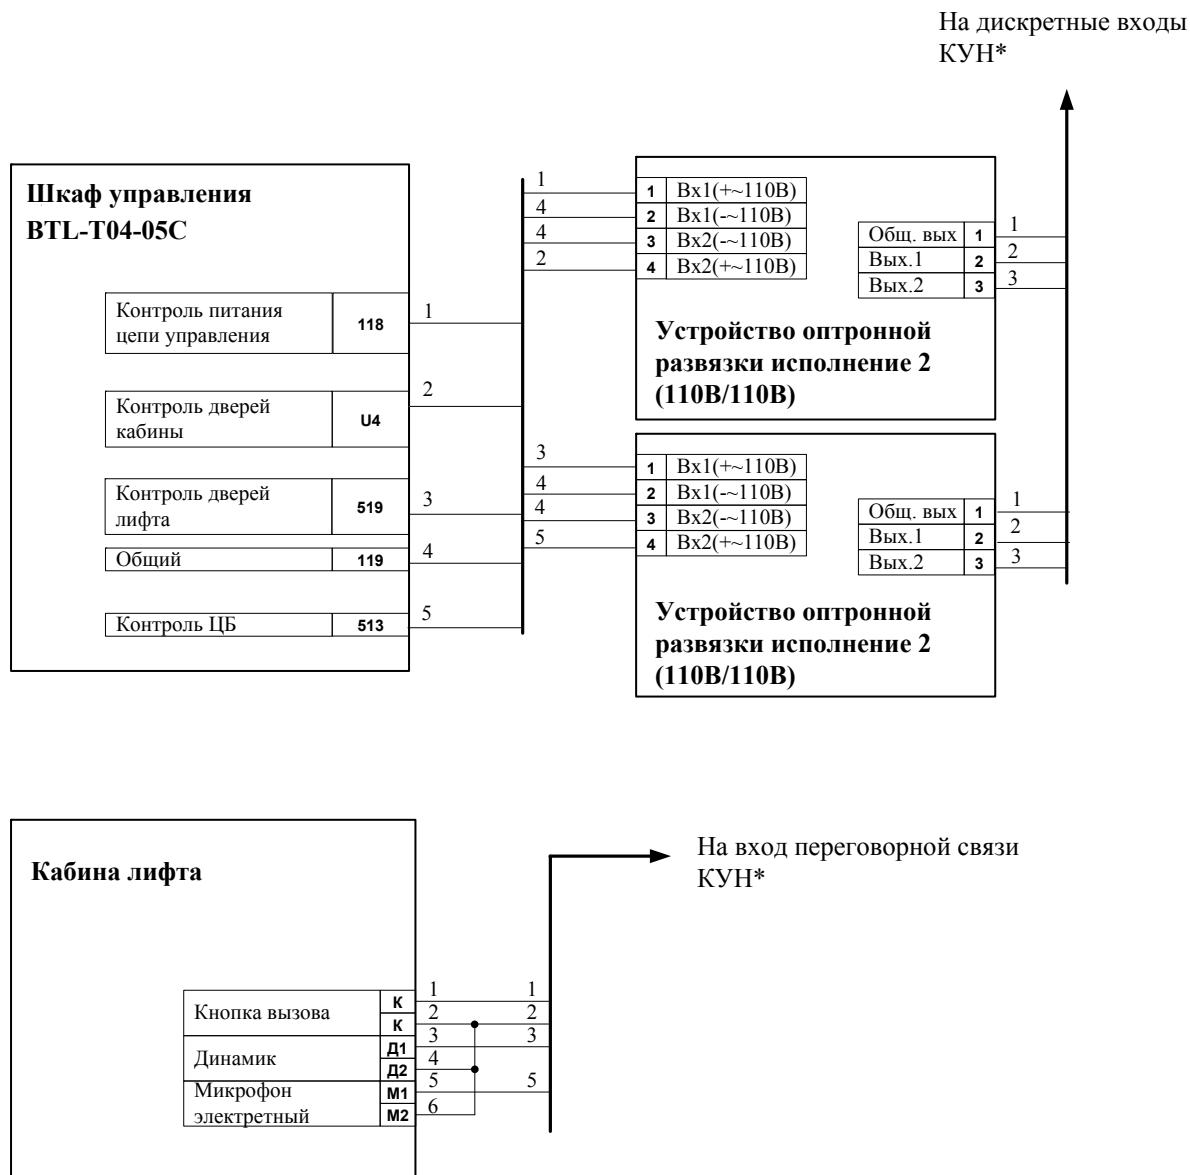 На дискретные входы
КУН*
Шкаф управления
BTL-T04-05C
Контроль питания
цепи управления
118
1
Контроль дверей
кабины
U4
2
Контроль дверей
лифта
519
3
Общий
119
4
Контроль ЦБ
513
5
1
4
4
2
1 Вх1(+~110В)
2 Вх1(-~110В)
3 Вх2(-~110В)
4 Вх2(+~110В)
Общ. вых 1
Вых.1 2
Вых.2 3
1
2
3
Устройство оптронной
развязки исполнение 2
(110В/110В)
3
4
4
5
1 Вх1(+~110В)
2 Вх1(-~110В)
3 Вх2(-~110В)
4 Вх2(+~110В)
Общ. вых 1
Вых.1 2
Вых.2 3
1
2
3
Устройство оптронной
развязки исполнение 2
(110В/110В)
Кабина лифта
На вход переговорной связи
КУН*
Кнопка вызова
К 1 1
К 2 2
Динамик
Д1 3 3
Д2 4
Микрофон
электретный
М1 5 5
М2 6